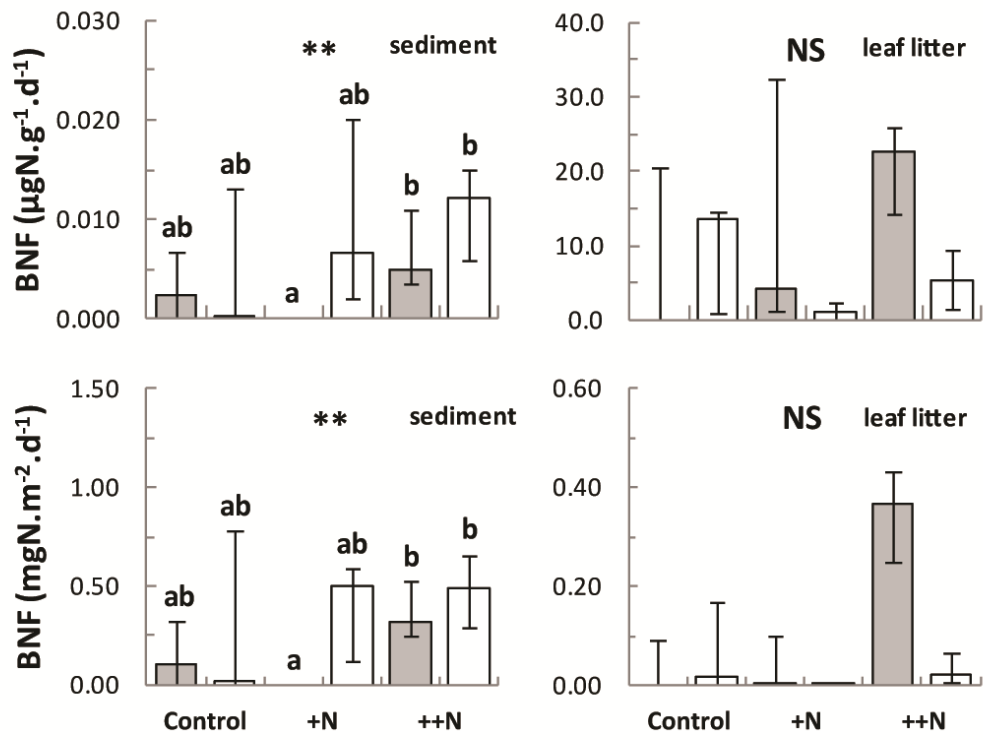 BNF (µgN.g-1.d-1)
0.030
0.020
0.010
0.000
** sediment
ab
ab
a
ab
b
b
40.0
30.0
20.0
10.0
0.0
NS leaf litter
BNF (mgN.m-2.d-1)
1.50
1.00
0.50
0.00
** sediment
ab
ab
a
ab
b
b
Control +N ++N
0.60
0.40
0.20
0.00
NS leaf litter
Control +N ++N